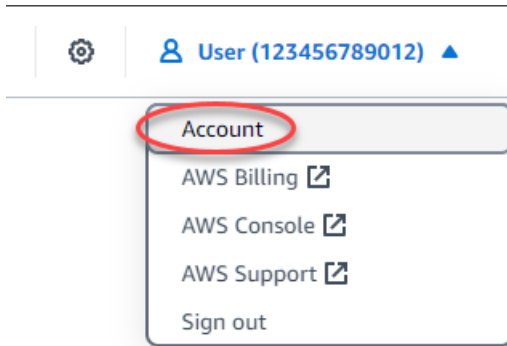 User (123456789012)
Account
AWS Billing
AWS Console
AWS Support
Sign out